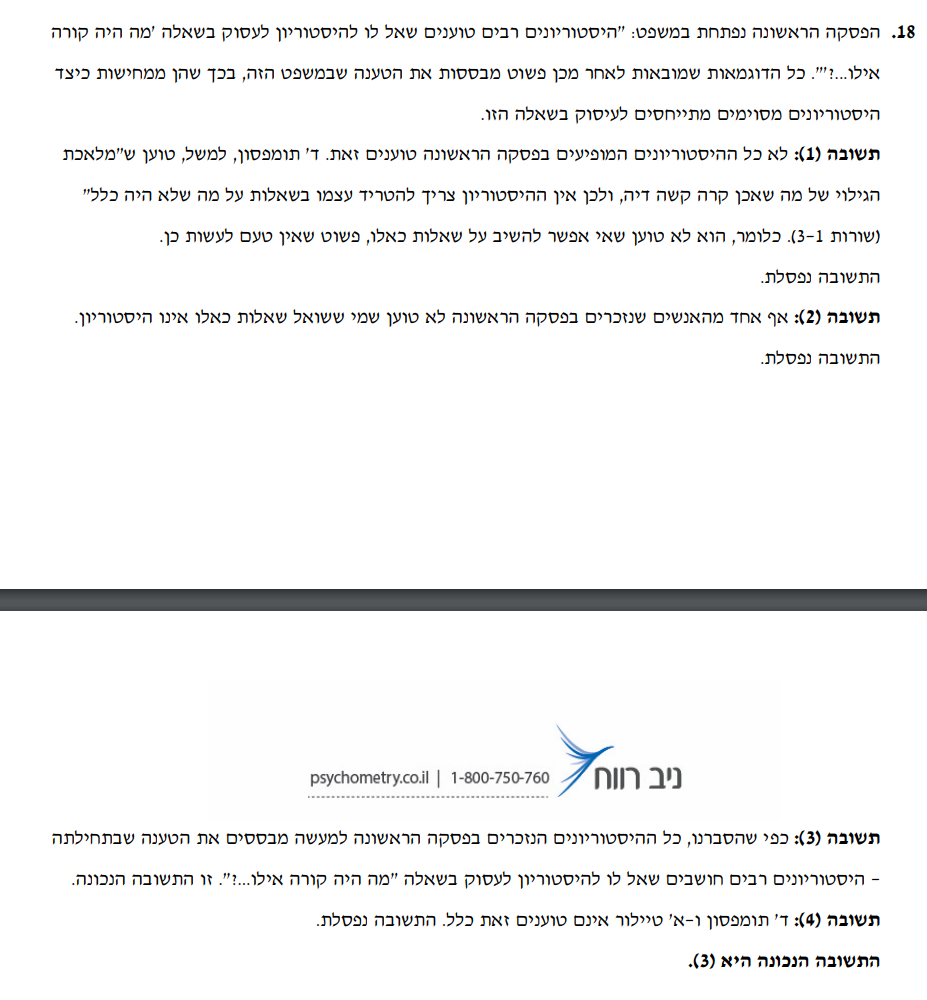 18. הפסקה הראשונה נפתחת במשפט: "היסטוריונים רבים טוענים שאל לו להיסטוריון לעסוק בשאלה 'מה היה קורה
אילו...?'". כל הדוגמאות שמובאות לאחר מכן פשוט מבססות את הטענה שבמשפט הזה, בכך שהן ממחישות כיצד
היסטוריונים מסוימים מתייחסים לעיסוק בשאלה הזו.
תשובה (1): לא כל ההיסטוריונים המופיעים בפסקה הראשונה טוענים זאת. ד' תומפסון, למשל, טוען ש"מלאכת
הגילוי של מה שאכן קרה קשה דיה, ולכן אין ההיסטוריון צריך להטריד עצמו בשאלות על מה שלא היה כלל"
(שורות 1-3). כלומר, הוא לא טוען שאי אפשר להשיב על שאלות כאלו, פשוט שאין טעם לעשות כן.
התשובה נפסלת.
תשובה (2): אף אחד מהאנשים שנזכרים בפסקה הראשונה לא טוען שמי ששואל שאלות כאלו אינו היסטוריון.
התשובה נפסלת.
ניב רווח
psychometry.co.il | 1-800-750-760
תשובה (3): כפי שהסברנו, כל ההיסטוריונים הנזכרים בפסקה הראשונה למעשה מבססים את הטענה שבתחילתה
- היסטוריונים רבים חושבים שאל לו להיסטוריון לעסוק בשאלה "מה היה קורה אילו...?". זו התשובה הנכונה.
תשובה (4): ד' תומפסון ו-א' טיילור אינם טוענים זאת כלל. התשובה נפסלת.
התשובה הנכונה היא (3).